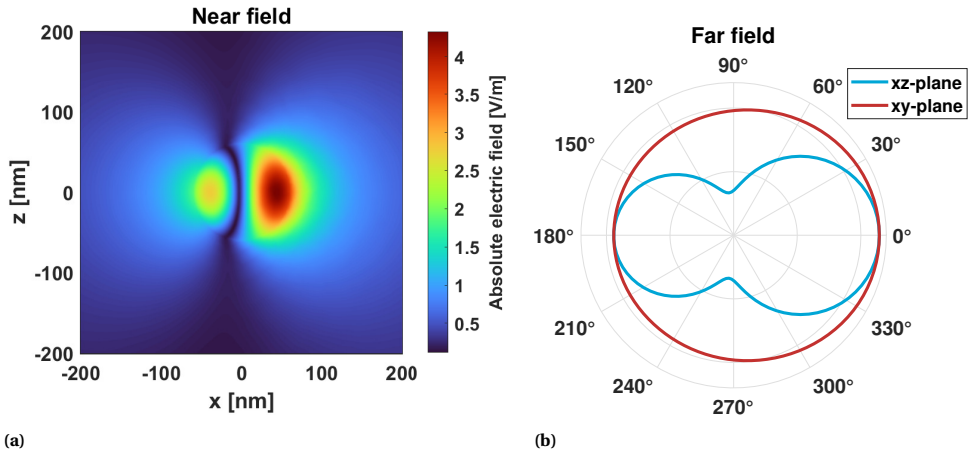 Near field
200
100
0
-100
-200
z [nm]
-200 -100 0 100 200
x [nm]
4
3.5
3
2.5
2
1.5
1
0.5
Absolute electric field [V/m]
(a)
Far field
xz-plane
xy-plane
90°
120° 60°
150° 30°
180° 0°
210° 330°
240° 300°
270°
(b)